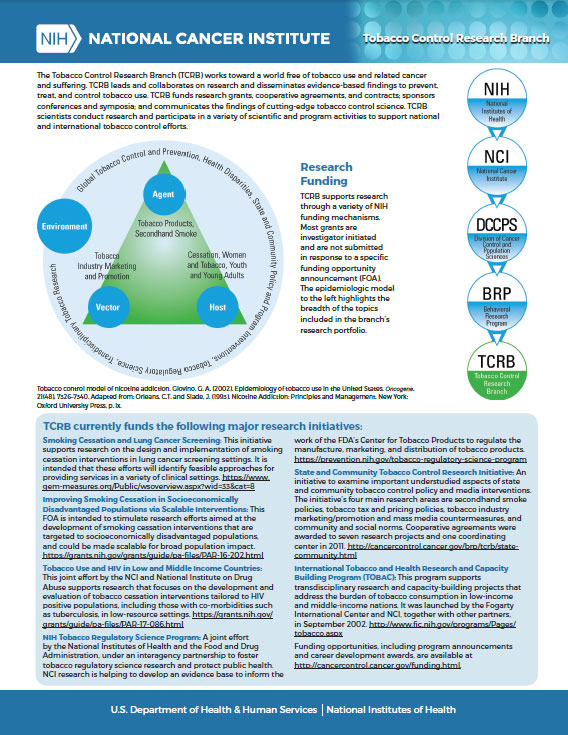 NIH NATIONAL CANCER INSTITUTE
Tobacco Control Research Branch
The Tobacco Control Research Branch (TCRB) works toward a world free of tobacco use and related cancer
and suffering. TCRB leads and collaborates on research and disseminates evidence-based findings to prevent,
treat, and control tobacco use. TCRB funds research grants, cooperative agreements, and contracts; sponsors
conferences and symposia; and communicates the findings of cutting-edge tobacco control science. TCRB
scientists conduct research and participate in a variety of scientific and program activities to support national
and international tobacco control efforts.
Global Tobacco Control and Prevention, Health Disparities, State and Community Policy and Program Interventions, Tobacco Regulatory Science, Transdisciplinary Tobacco Research
Environment
Agent
Tobacco Products,
Secondhand Smoke
Tobacco
Industry Marketing
and Promotion
Cessation, Women
and Tobacco, Youth
and Young Adults
Vector
Host
Research
Funding
TCRB supports research
through a variety of NIH
funding mechanisms.
Most grants are
investigator initiated
and are not submitted
in response to a specific
funding opportunity
announcement (FOA).
The epidemiologic model
to the left highlights the
breadth of the topics
included in the branch's
research portfolio.
NIH
National
Institutes of
Health
NCI
National Cancer
Institute
DCCPS
Division of Cancer
Control and
Population
Sciences
BRP
Behavioral
Research
Program
TCRB
Tobacco Control
Research
Branch
Tobacco control model of nicotine addiction. Giovino, G. A. (2002). Epidemiology of tobacco use in the United States. Oncogene,
21(48), 7326-7340. Adapted from: Orleans, C.T. and Slade, J. (1993). Nicotine Addiction: Principles and Management. New York:
Oxford University Press, p. ix.
TCRB currently funds the following major research initiatives:
Smoking Cessation and Lung Cancer Screening: This initiative
supports research on the design and implementation of smoking
cessation interventions in lung cancer screening settings. It is
intended that these efforts will identify feasible approaches for
providing services in a variety of clinical settings. https://www.
gem-measures.org/Public/wsoverview.aspx?wid=33&cat=8
Improving Smoking Cessation in Socioeconomically
Disadvantaged Populations via Scalable Interventions: This
FOA is intended to stimulate research efforts aimed at the
development of smoking cessation interventions that are
targeted to socioeconomically disadvantaged populations,
and could be made scalable for broad population impact.
https://grants.nih.gov/grants/guide/pa-files/PAR-16-202.html
Tobacco Use and HIV in Low and Middle Income Countries:
This joint effort by the NCI and National Institute on Drug
Abuse supports research that focuses on the development and
evaluation of tobacco cessation interventions tailored to HIV
positive populations, including those with co-morbidities such
as tuberculosis, in low-resource settings. https://grants.nih.gov/
grants/guide/pa-files/PAR-17-086.html
NIH Tobacco Regulatory Science Program: A joint effort
by the National Institutes of Health and the Food and Drug
Administration, under an interagency partnership to foster
tobacco regulatory science research and protect public health.
NCI research is helping to develop an evidence base to inform the
work of the FDA's Center for Tobacco Products to regulate the
manufacture, marketing, and distribution of tobacco products.
https://prevention.nih.gov/tobacco-regulatory-science-program
State and Community Tobacco Control Research Initiative: An
initiative to examine important understudied aspects of state
and community tobacco control policy and media interventions.
The initiative's four main research areas are secondhand smoke
policies, tobacco tax and pricing policies, tobacco industry
marketing/promotion and mass media countermeasures, and
community and social norms. Cooperative agreements were
awarded to seven research projects and one coordinating
center in 2011. http://cancercontrol.cancer.gov/brp/tcrb/state-
community.html
International Tobacco and Health Research and Capacity
Building Program (TOBAC): This program supports
transdisciplinary research and capacity-building projects that
address the burden of tobacco consumption in low-income
and middle-income nations. It was launched by the Fogarty
International Center and NCI, together with other partners,
in September 2002. http://www.fic.nih.gov/programs/Pages/
tobacco.aspx
Funding opportunities, including program announcements
and career development awards, are available at
http://cancercontrol.cancer.gov/funding.html.
U.S. Department of Health & Human Services | National Institutes of Health